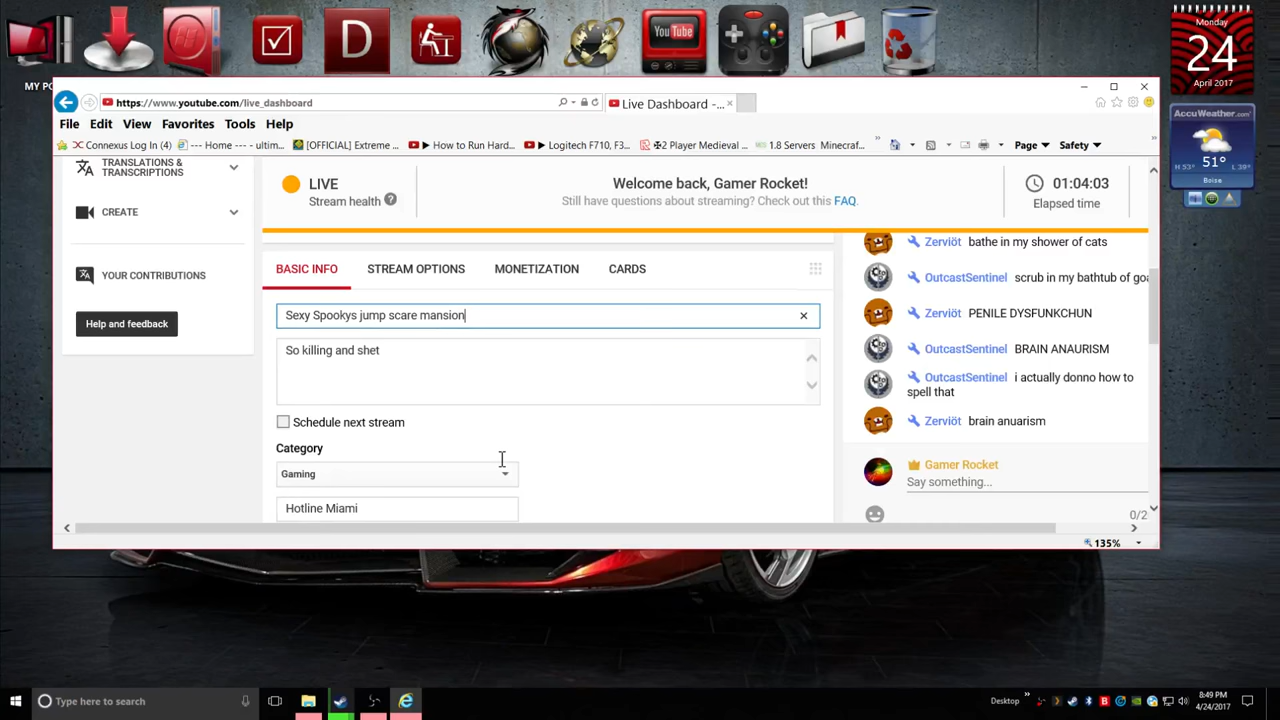 Monday
24
April 2017
You Tube
D
MY PC
AccuWeather.com
51°
H 53° L 39°
Boise
https://www.youtube.com/live_dashboard
Live Dashboard -...
File Edit View Favorites Tools Help
Connexus Log In (4)
--- Home --- - ultim...
[OFFICIAL] Extreme ...
How to Run Hard...
Logitech F710, F3...
2 Player Medieval ...
1.8 Servers Minecraf...
Page
Safety
TRANSLATIONS &
TRANSCRIPTIONS
CREATE
YOUR CONTRIBUTIONS
Help and feedback
LIVE
Stream health ?
Welcome back, Gamer Rocket!
Still have questions about streaming? Check out this FAQ.
01:04:03
Elapsed time
BASIC INFO STREAM OPTIONS MONETIZATION CARDS
Sexy Spookys jump scare mansion
So killing and shet
Schedule next stream
Category
Gaming
Hotline Miami
Zerviöt bathe in my shower of cats
OutcastSentinel scrub in my bathtub of goa
Zerviöt PENILE DYSFUNKCHUN
OutcastSentinel BRAIN ANAURISM
OutcastSentinel i actually donno how to
spell that
Zerviöt brain anuarism
Gamer Rocket
Say something...
0/2
135%
Type here to search
Desktop
8:49 PM
4/24/2017